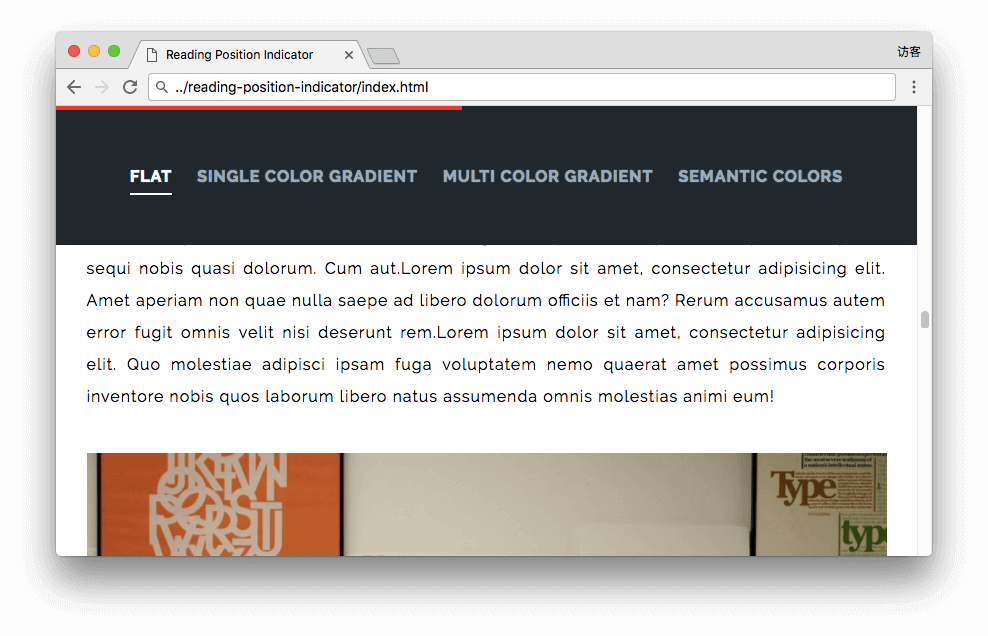 Reading Position Indicator
访客
../reading-position-indicator/index.html
FLAT SINGLE COLOR GRADIENT MULTI COLOR GRADIENT SEMANTIC COLORS
sequi nobis quasi dolorum. Cum aut.Lorem ipsum dolor sit amet, consectetur adipisicing elit.
Amet aperiam non quae nulla saepe ad libero dolorum officiis et nam? Rerum accusamus autem
error fugit omnis velit nisi deserunt rem.Lorem ipsum dolor sit amet, consectetur adipisicing
elit. Quo molestiae adipisci ipsam fuga voluptatem nemo quaerat amet possimus corporis
inventore nobis quos laborum libero natus assumenda omnis molestias animi eum!
Type
type